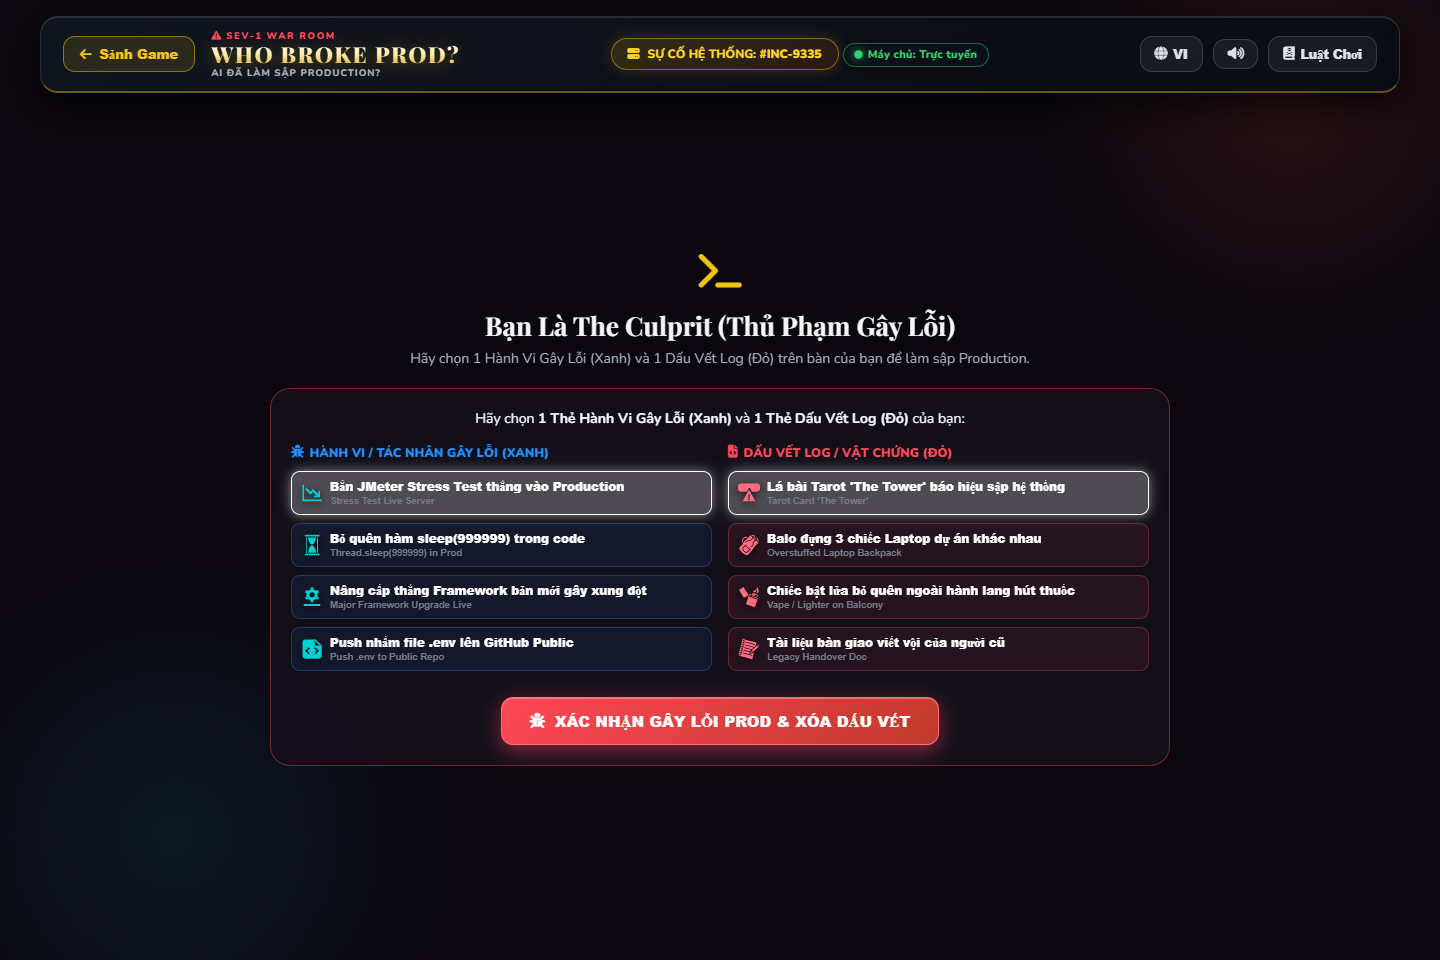 Sảnh Game
SEV-1 WAR ROOM
WHO BROKE PROD?
AI ĐÃ LÀM SẬP PRODUCTION?
SỰ CỐ HỆ THỐNG: #INC-9335
Máy chủ: Trực tuyến
VI
Luật Chơi
Bạn Là The Culprit (Thủ Phạm Gây Lỗi)
Hãy chọn 1 Hành Vi Gây Lỗi (Xanh) và 1 Dấu Vết Log (Đỏ) trên bàn của bạn để làm sập Production.
Hãy chọn 1 Thẻ Hành Vi Gây Lỗi (Xanh) và 1 Thẻ Dấu Vết Log (Đỏ) của bạn:
HÀNH VI / TÁC NHÂN GÂY LỖI (XANH)
Bắn JMeter Stress Test thẳng vào Production
Stress Test Live Server
Bỏ quên hàm sleep(999999) trong code
Thread.sleep(999999) in Prod
Nâng cấp thẳng Framework bản mới gây xung đột
Major Framework Upgrade Live
Push nhầm file .env lên GitHub Public
Push .env to Public Repo
DẤU VẾT LOG / VẬT CHỨNG (ĐỎ)
Lá bài Tarot 'The Tower' báo hiệu sập hệ thống
Tarot Card 'The Tower'
Balo đựng 3 chiếc Laptop dự án khác nhau
Overstuffed Laptop Backpack
Chiếc bật lửa bỏ quên ngoài hành lang hút thuốc
Vape / Lighter on Balcony
Tài liệu bàn giao viết vội của người cũ
Legacy Handover Doc
XÁC NHẬN GÂY LỖI PROD & XÓA DẤU VẾT